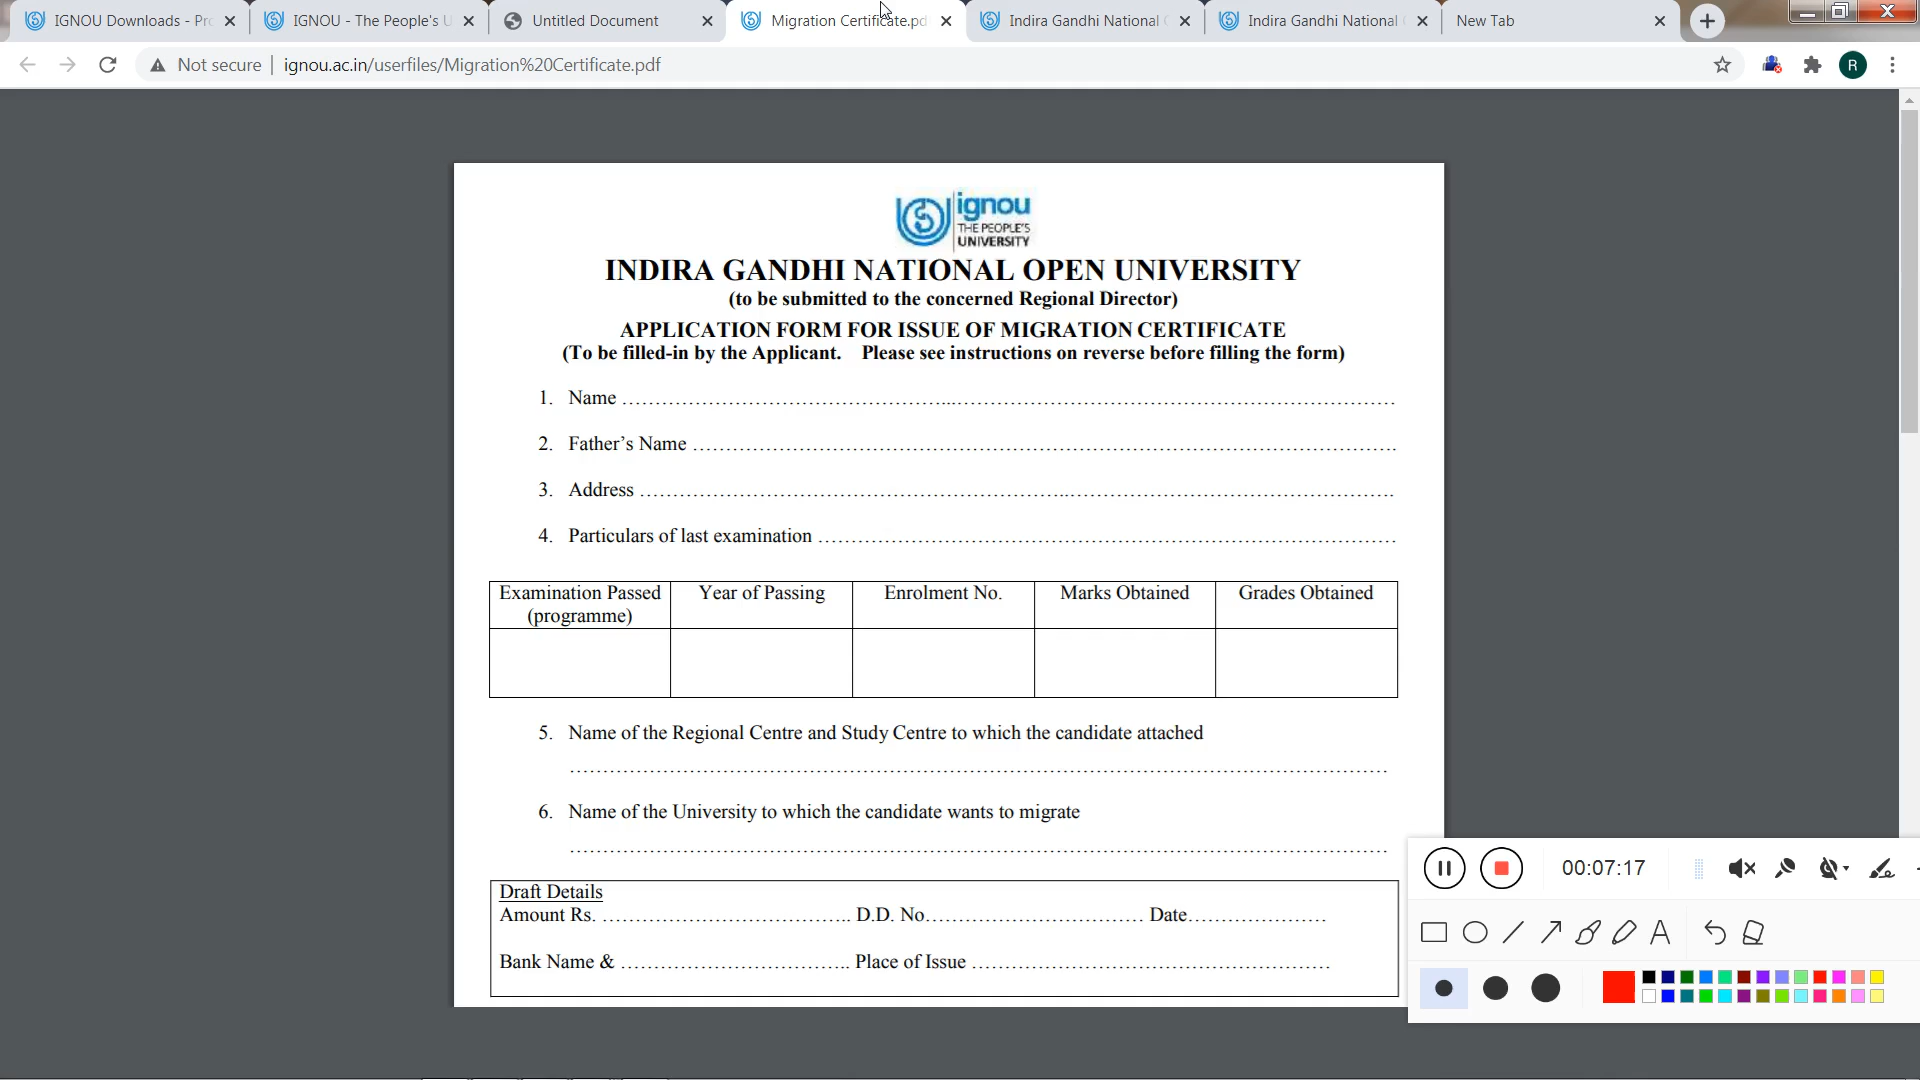 IGNOU Downloads - Pr
IGNOU - The People's U
Untitled Document
Migration Certificate.pd
Indira Gandhi National
Indira Gandhi National
New Tab
Not secure
ignou.ac.in/userfiles/Migration%20Certificate.pdf
R
ignou
THE PEOPLE'S
UNIVERSITY
INDIRA GANDHI NATIONAL OPEN UNIVERSITY
(to be submitted to the concerned Regional Director)
APPLICATION FORM FOR ISSUE OF MIGRATION CERTIFICATE
(To be filled-in by the Applicant. Please see instructions on reverse before filling the form)
1. Name ……………………………………………………………………………………
2. Father’s Name ……………………………………………………………………………
3. Address ……………………………………………………………………………………
4. Particulars of last examination ………………………………………………………………
Examination Passed (programme) Year of Passing Enrolment No. Marks Obtained Grades Obtained
5. Name of the Regional Centre and Study Centre to which the candidate attached
……………………………………………………………………………………………
6. Name of the University to which the candidate wants to migrate
……………………………………………………………………………………………
Draft Details
Amount Rs. ……………………………….. D.D. No…………………………… Date…………………
Bank Name & …………………………….. Place of Issue ………………………………………………
00:07:17
A